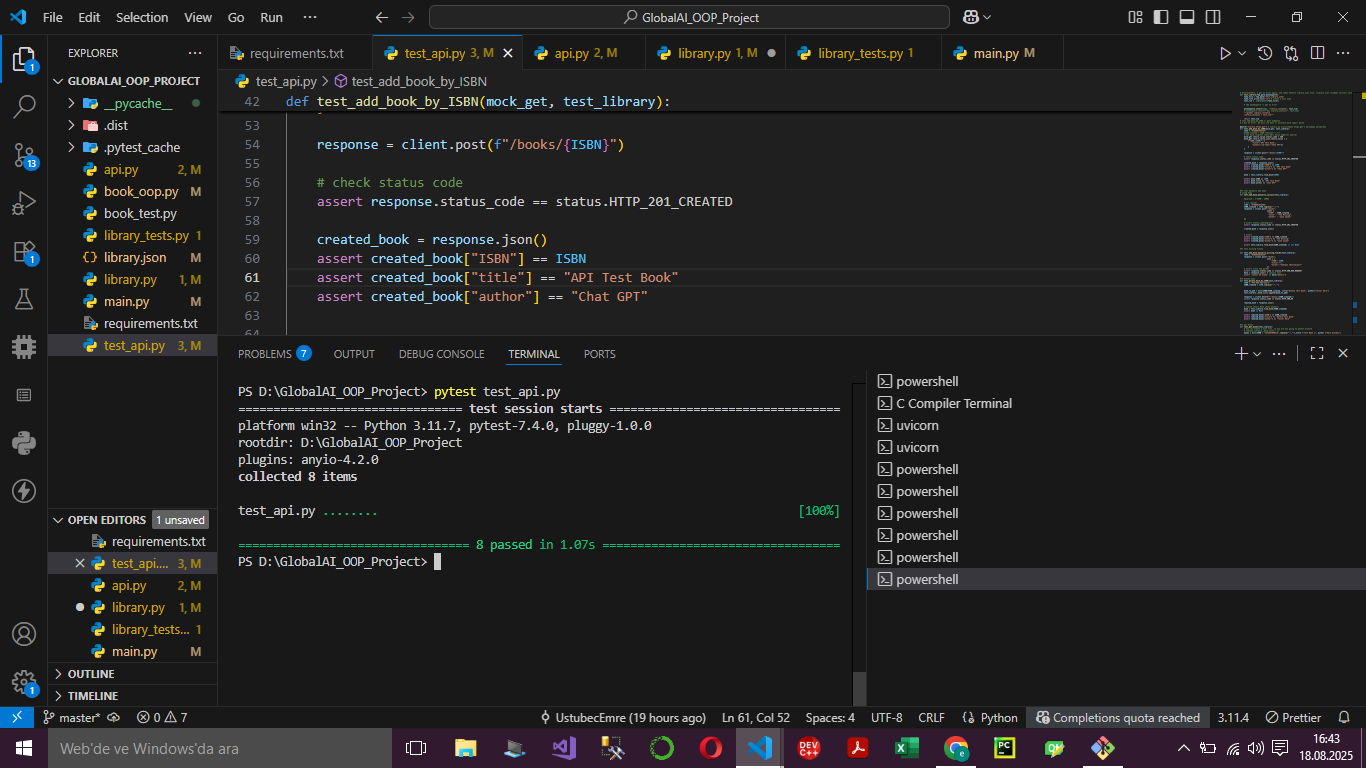 File Edit Selection View Go Run ··· GlobalAI_OOP_Project
EXPLORER ···
GLOBALAI_OOP_PROJECT
__pycache__
.dist
.pytest_cache
api.py 2, M
book_oop.py M
book_test.py
library_tests.py 1
library.json
library.py 1, M
main.py M
requirements.txt
test_api.py 3, M
OPEN EDITORS 1 unsaved
requirements.txt
test_api.... 3, M
api.py 2, M
library.py 1, M
library_tests... 1
main.py M
OUTLINE
TIMELINE
1
13
1
1
requirements.txt test_api.py 3, M api.py 2, M library.py 1, M library_tests.py 1 main.py M
test_api.py > test_add_book_by_ISBN
42 def test_add_book_by_ISBN(mock_get, test_library):
53
54 response = client.post(f"/books/{ISBN}")
55
56 # check status code
57 assert response.status_code == status.HTTP_201_CREATED
58
59 created_book = response.json()
60 assert created_book["ISBN"] == ISBN
61 assert created_book["title"] == "API Test Book"
62 assert created_book["author"] == "Chat GPT"
63
64
PROBLEMS 7 OUTPUT DEBUG CONSOLE TERMINAL PORTS
PS D:\GlobalAI_OOP_Project> pytest test_api.py
================================ test session starts =================================
platform win32 -- Python 3.11.7, pytest-7.4.0, pluggy-1.0.0
rootdir: D:\GlobalAI_OOP_Project
plugins: anyio-4.2.0
collected 8 items
test_api.py ........ [100%]
================================= 8 passed in 1.07s ==================================
PS D:\GlobalAI_OOP_Project>
powershell
C Compiler Terminal
uvicorn
uvicorn
powershell
powershell
powershell
powershell
powershell
powershell
master* 0 7 UstubecEmre (19 hours ago) Ln 61, Col 52 Spaces: 4 UTF-8 CRLF Python Completions quota reached 3.11.4 Prettier
Web'de ve Windows'da ara
DEV C++
PC
16:43
18.08.2025